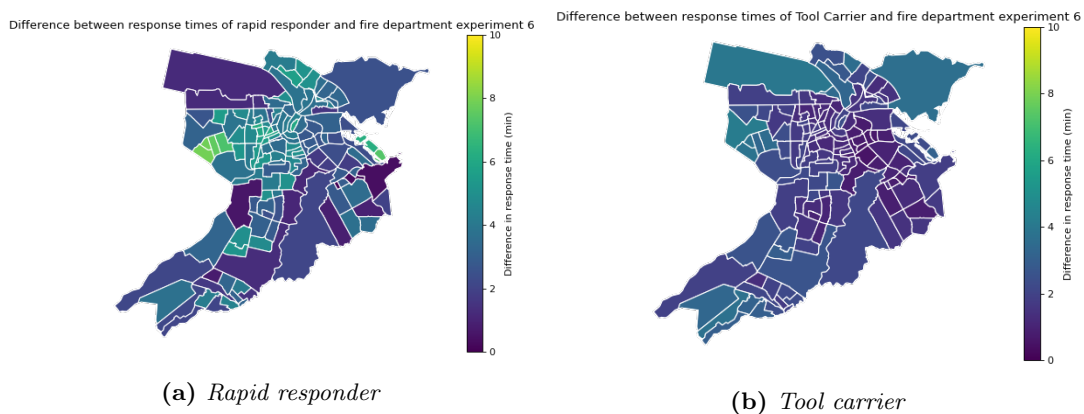 Difference between response times of rapid responder and fire department experiment 6
10
8
6
4
2
0
Difference in response time (min)
(a) Rapid responder
Difference between response times of Tool Carrier and fire department experiment 6
10
8
6
4
2
0
Difference in response time (min)
(b) Tool carrier